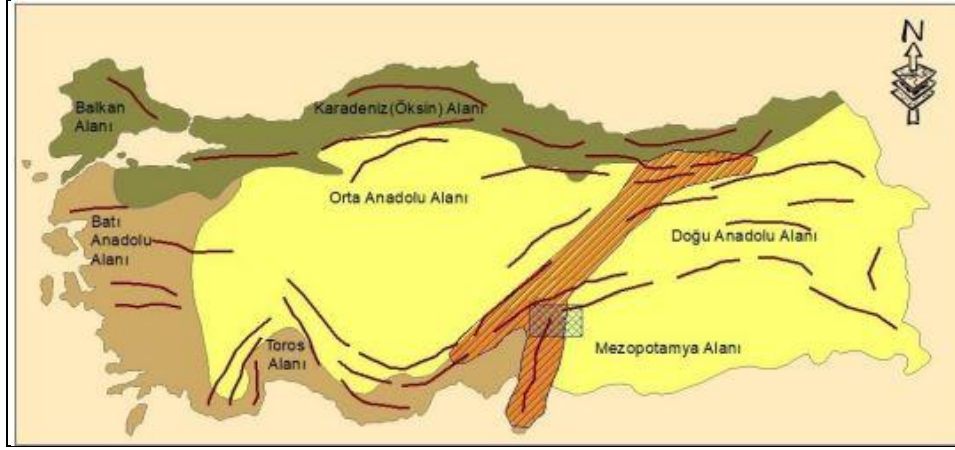 N
Balkan
Alanı
Karadeniz(Öksin) Alanı
Orta Anadolu Alanı
Batı
Anadolu
Alanı
Doğu Anadolu Alanı
Toros
Alanı
Mezopotamya Alanı